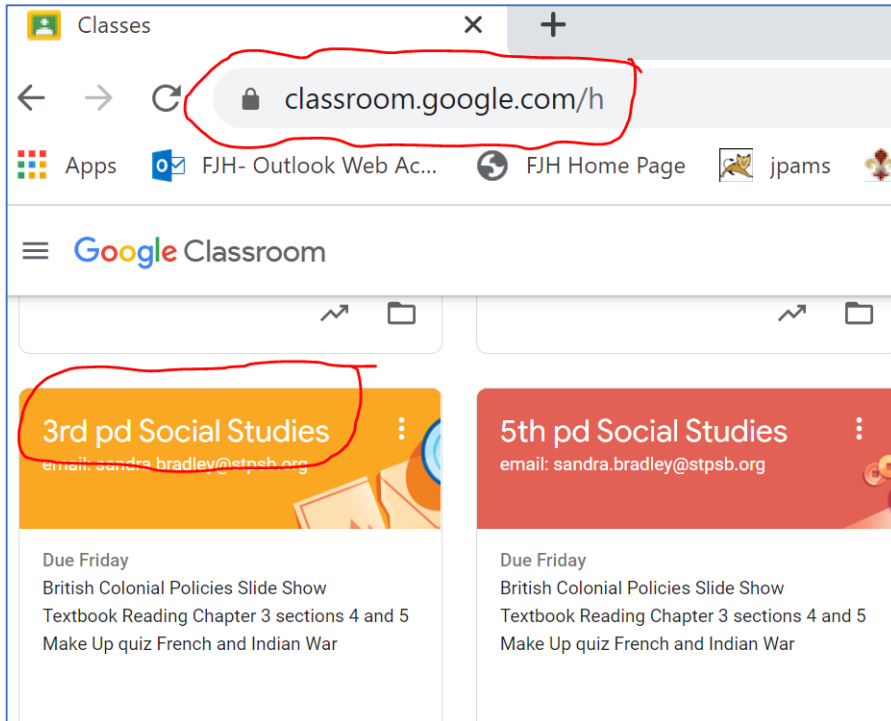 Classes
classroom.google.com/h
Apps FJH- Outlook Web Ac... FJH Home Page jpams
Google Classroom
3rd pd Social Studies
email: sandra.bradley@stpsb.org
Due Friday
British Colonial Policies Slide Show
Textbook Reading Chapter 3 sections 4 and 5
Make Up quiz French and Indian War
5th pd Social Studies
email: sandra.bradley@stpsb.org
Due Friday
British Colonial Policies Slide Show
Textbook Reading Chapter 3 sections 4 and 5
Make Up quiz French and Indian War